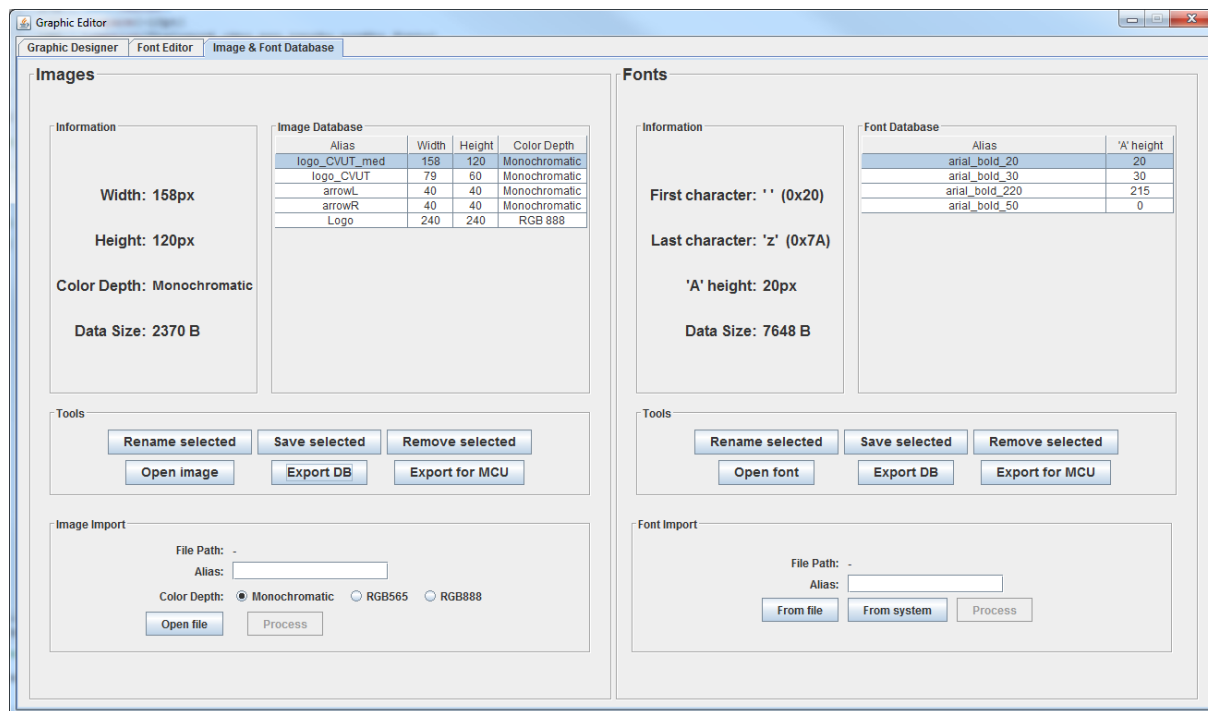 Graphic Editor
Graphic Designer Font Editor Image & Font Database
Images
Information
Width: 158px
Height: 120px
Color Depth: Monochromatic
Data Size: 2370 B
Image Database
Alias Width Height Color Depth
logo_CVUT_med 158 120 Monochromatic
logo_CVUT 79 60 Monochromatic
arrowL 40 40 Monochromatic
arrowR 40 40 Monochromatic
Logo 240 240 RGB 888
Tools
Rename selected Save selected Remove selected
Open image Export DB Export for MCU
Image Import
File Path: -
Alias:
Color Depth: Monochromatic RGB565 RGB888
Open file Process
Fonts
Information
First character: ' ' (0x20)
Last character: 'z' (0x7A)
'A' height: 20px
Data Size: 7648 B
Font Database
Alias 'A' height
arial_bold_20 20
arial_bold_30 30
arial_bold_220 215
arial_bold_50 0
Tools
Rename selected Save selected Remove selected
Open font Export DB Export for MCU
Font Import
File Path: -
Alias:
From file From system Process